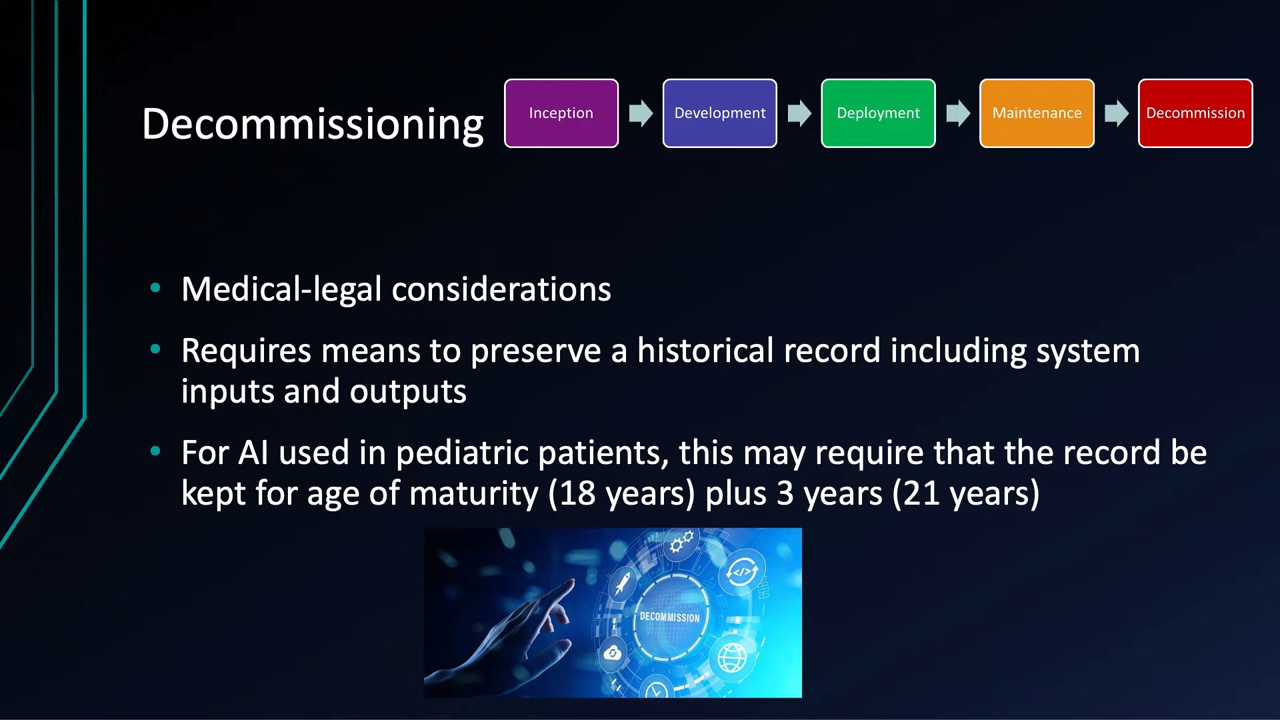 Decommissioning
Inception
Development
Deployment
Maintenance
Decommission
• Medical-legal considerations
• Requires means to preserve a historical record including system
inputs and outputs
• For AI used in pediatric patients, this may require that the record be
kept for age of maturity (18 years) plus 3 years (21 years)
DECOMMISSION